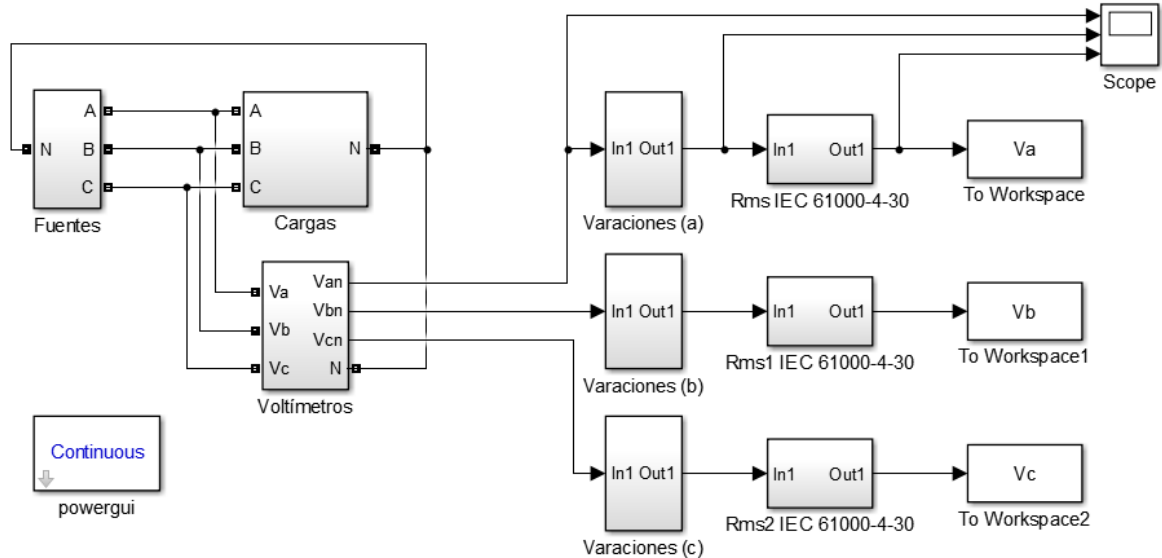 Scope
A
B
C
N
Fuentes
A
B
C
N
Cargas
In1 Out1
Varaciones (a)
In1 Out1
Rms IEC 61000-4-30
Va
To Workspace
Va
Vb
Vc
Van
Vbn
Vcn
N
Voltímetros
In1 Out1
Varaciones (b)
In1 Out1
Rms1 IEC 61000-4-30
Vb
To Workspace1
Continuous
powergui
In1 Out1
Varaciones (c)
In1 Out1
Rms2 IEC 61000-4-30
Vc
To Workspace2